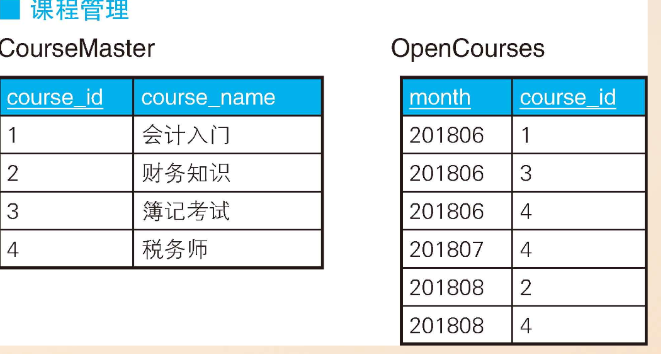 课程管理
CourseMaster
course_id course_name
1 会计入门
2 财务知识
3 簿记考试
4 税务师
OpenCourses
month course_id
201806 1
201806 3
201806 4
201807 4
201808 2
201808 4